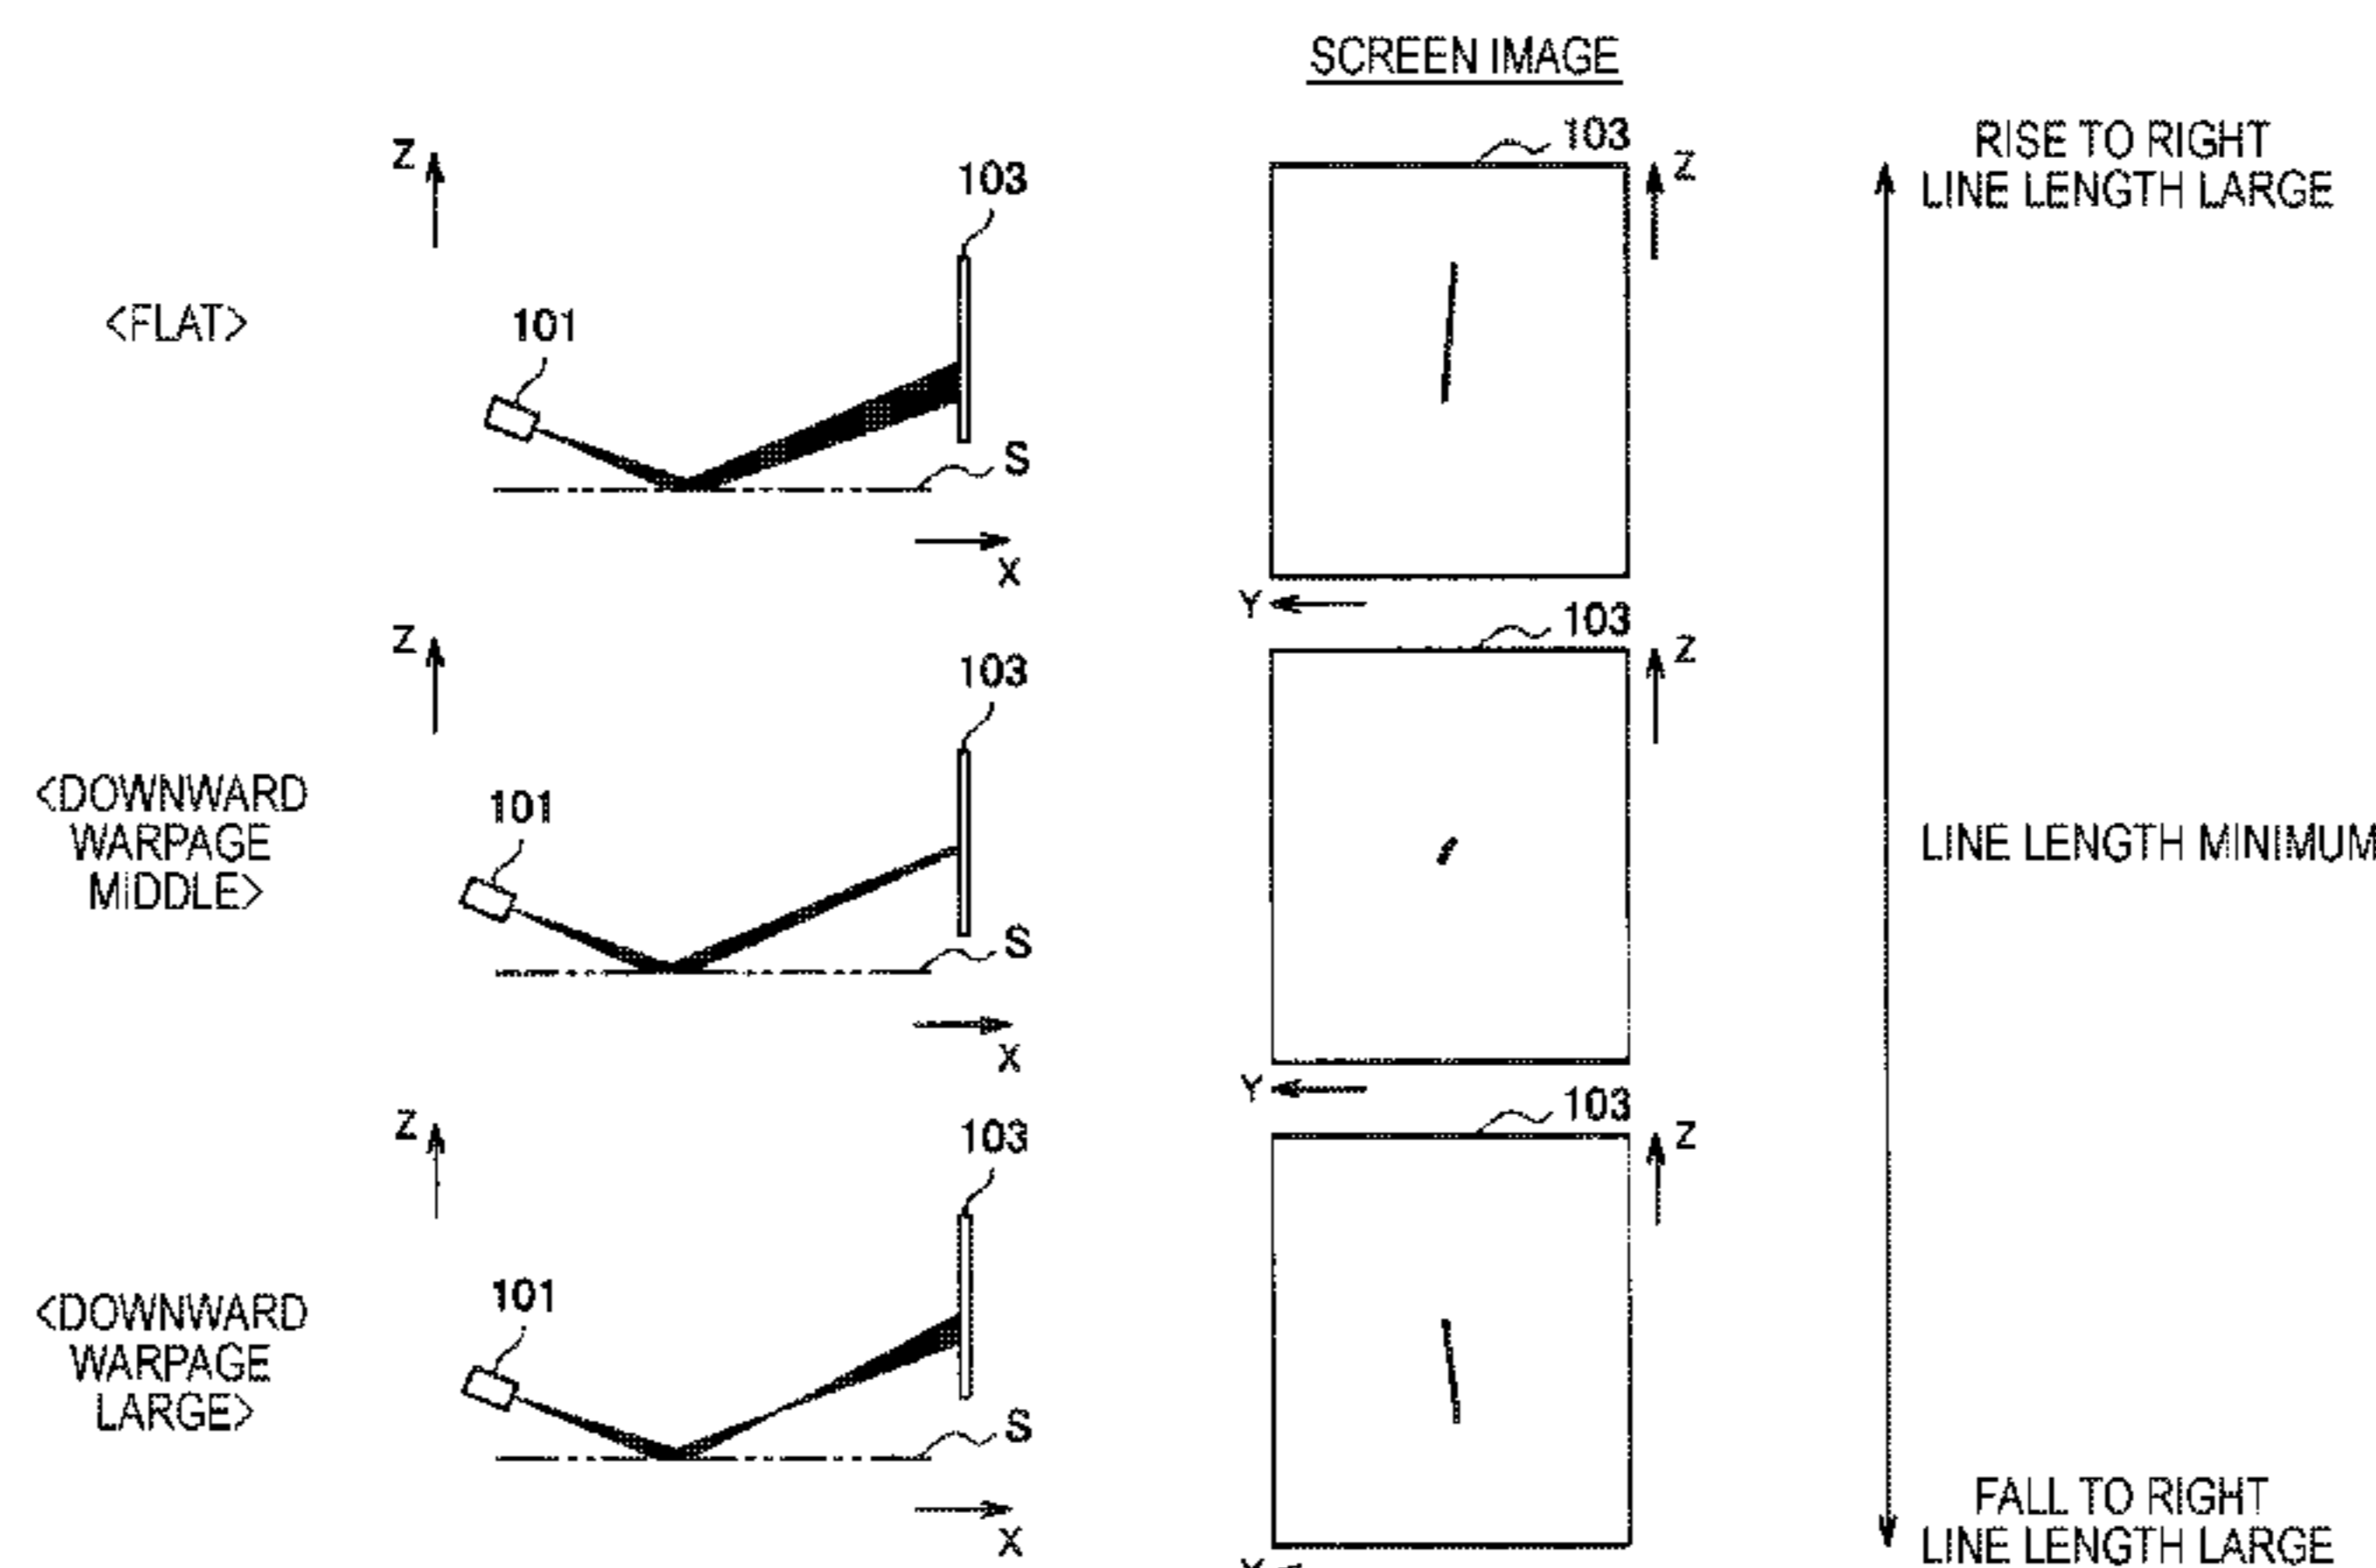 SCREEN IMAGE
<FLAT>
Z
101
103
S
X
103
Z
Y
RISE TO RIGHT
LINE LENGTH LARGE
<DOWNWARD
WARPAGE
MIDDLE>
Z
101
103
S
X
103
Z
Y
LINE LENGTH MINIMUM
<DOWNWARD
WARPAGE
LARGE>
Z
101
103
S
X
103
Z
FALL TO RIGHT
LINE LENGTH LARGE